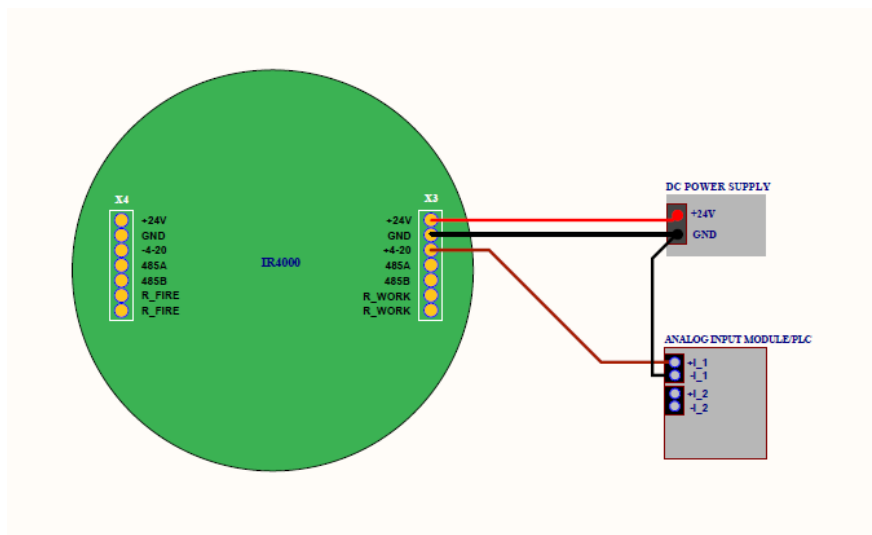 DC POWER SUPPLY
X4
X3
+24V
GND
-4-20
485A
485B
R_FIRE
R_FIRE
IR4000
+24V
GND
+4-20
485A
485B
R_WORK
R_WORK
+24V
GND
ANALOG INPUT MODULE/PLC
+I_1
-I_1
+I_2
-I_2